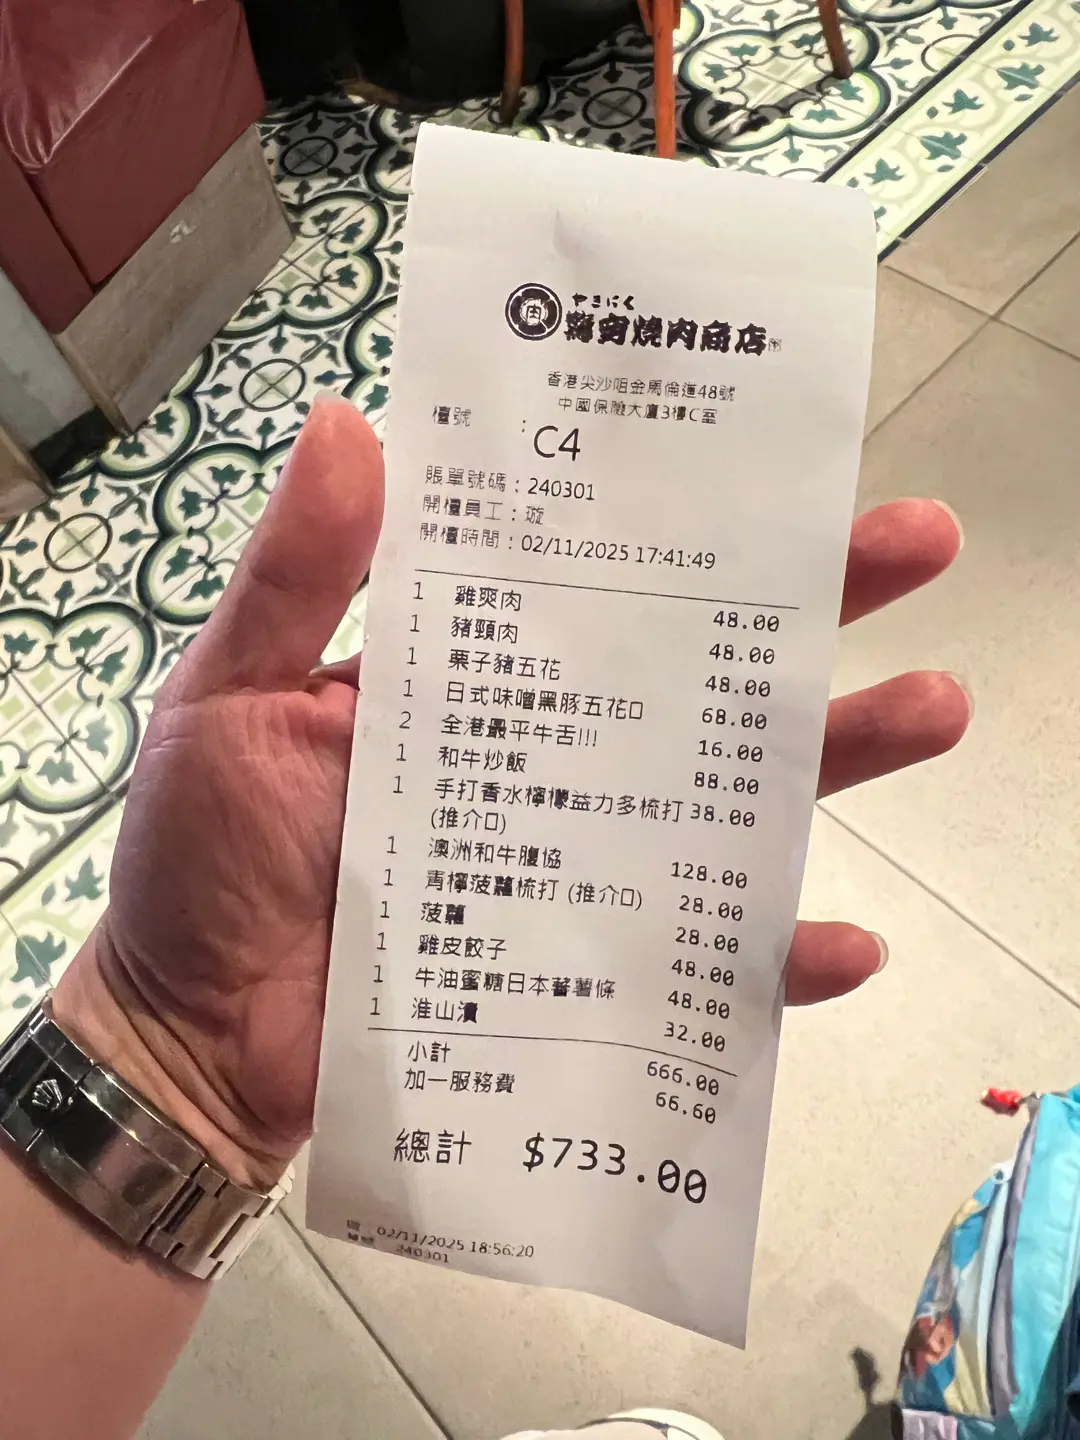 肉
やきにく
燒肉商店
香港尖沙咀金馬倫道48號
中國保險大廈3樓C室
檯號 : C4
賬單號碼 : 240301
開檯員工 : 璇
開檯時間 : 02/11/2025 17:41:49
1 雞爽肉 48.00
1 豬頸肉 48.00
1 栗子豬五花 48.00
1 日式味噌黑豚五花口 68.00
2 全港最平牛舌!!! 16.00
1 和牛炒飯 88.00
1 手打香水檸檬益力多梳打 38.00
(推介口)
1 澳洲和牛腹協 128.00
1 青檸菠蘿梳打 (推介口) 28.00
1 菠蘿 28.00
1 雞皮餃子 48.00
1 牛油蜜糖日本蕃薯條 48.00
1 淮山漬 32.00
小計 666.00
加一服務費 66.60
總計 $733.00
02/11/2025 18:56:20
240301